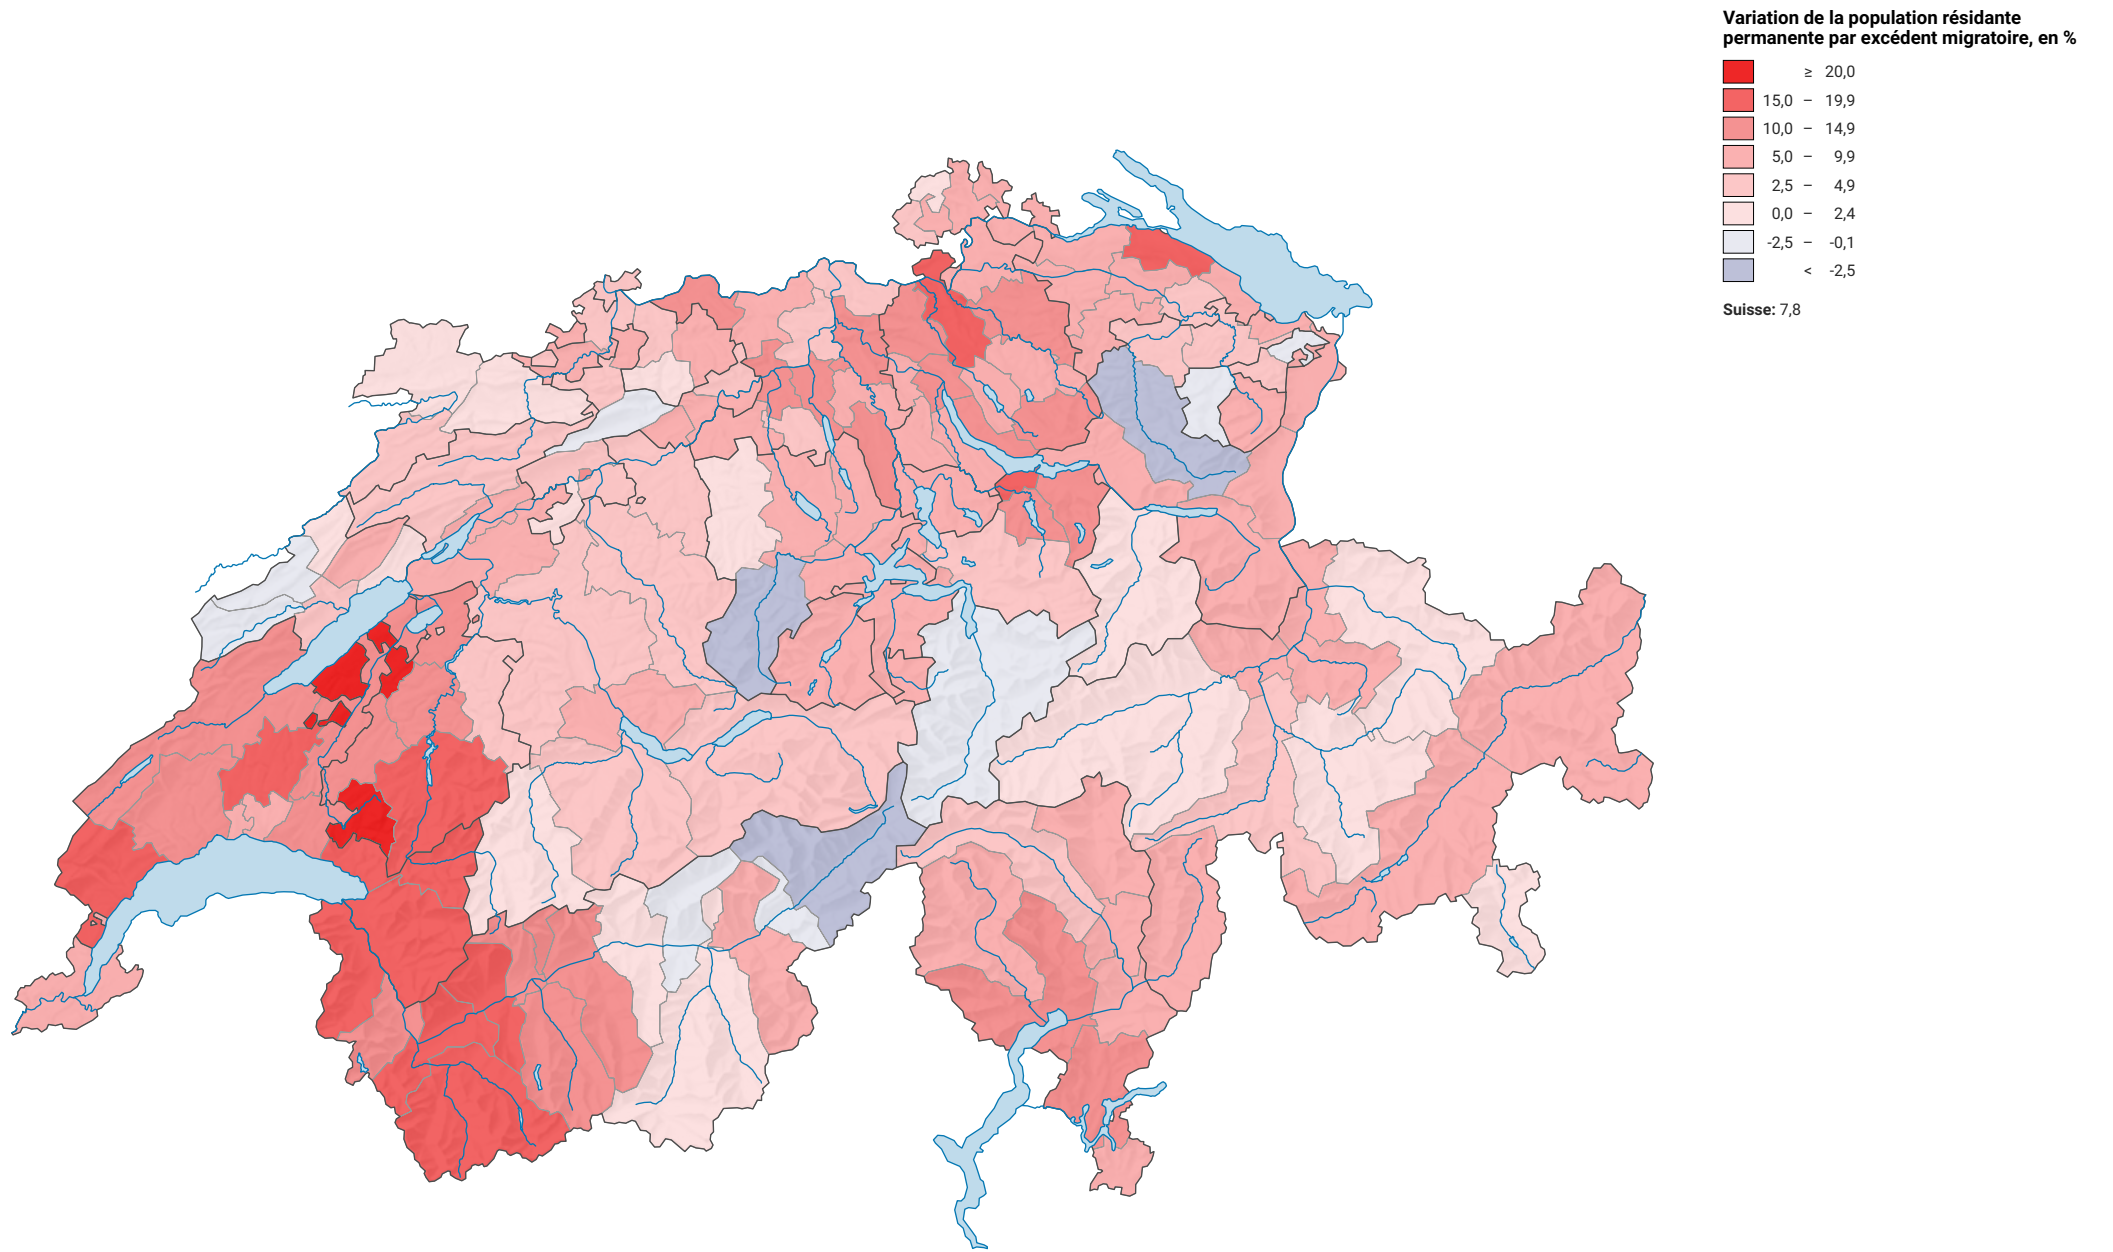 Variation de la population résidante
permanente par excédent migratoire, en %
≥ 20,0
15,0 – 19,9
10,0 – 14,9
5,0 – 9,9
2,5 – 4,9
0,0 – 2,4
-2,5 – -0,1
< -2,5
Suisse: 7,8